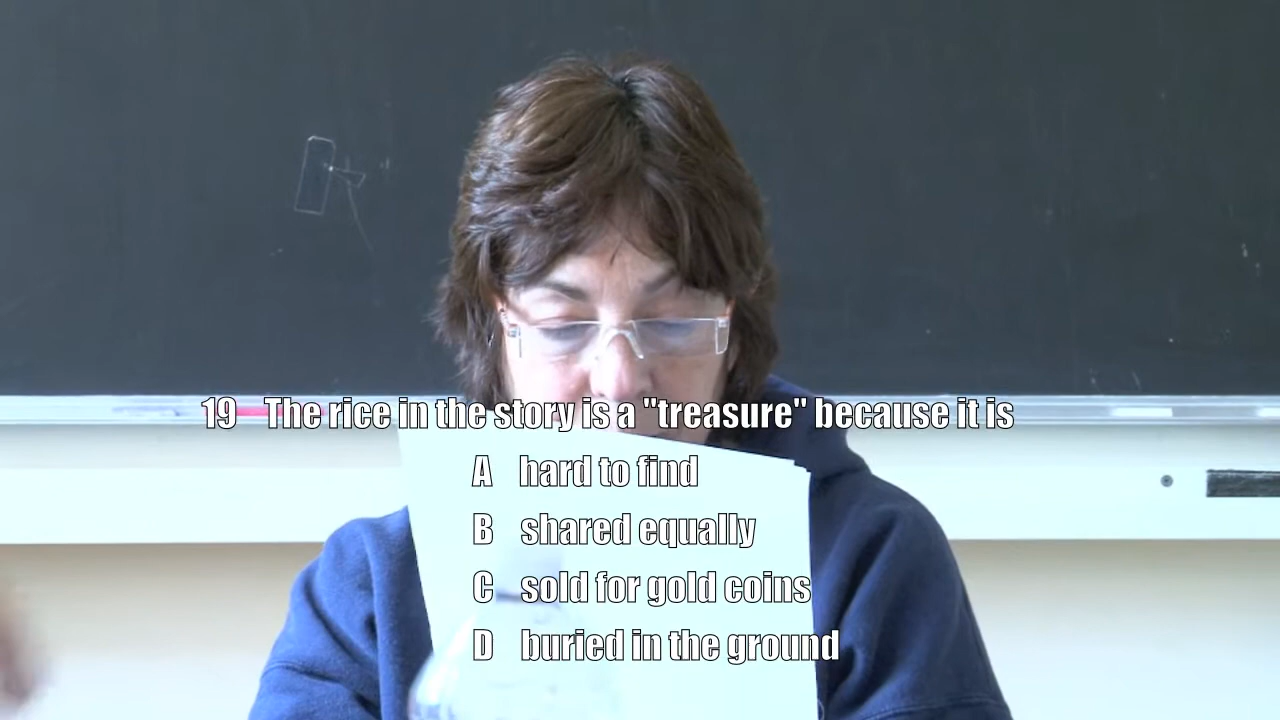 19 The rice in the story is a "treasure" because it is
A hard to find
B shared equally
C sold for gold coins
D buried in the ground